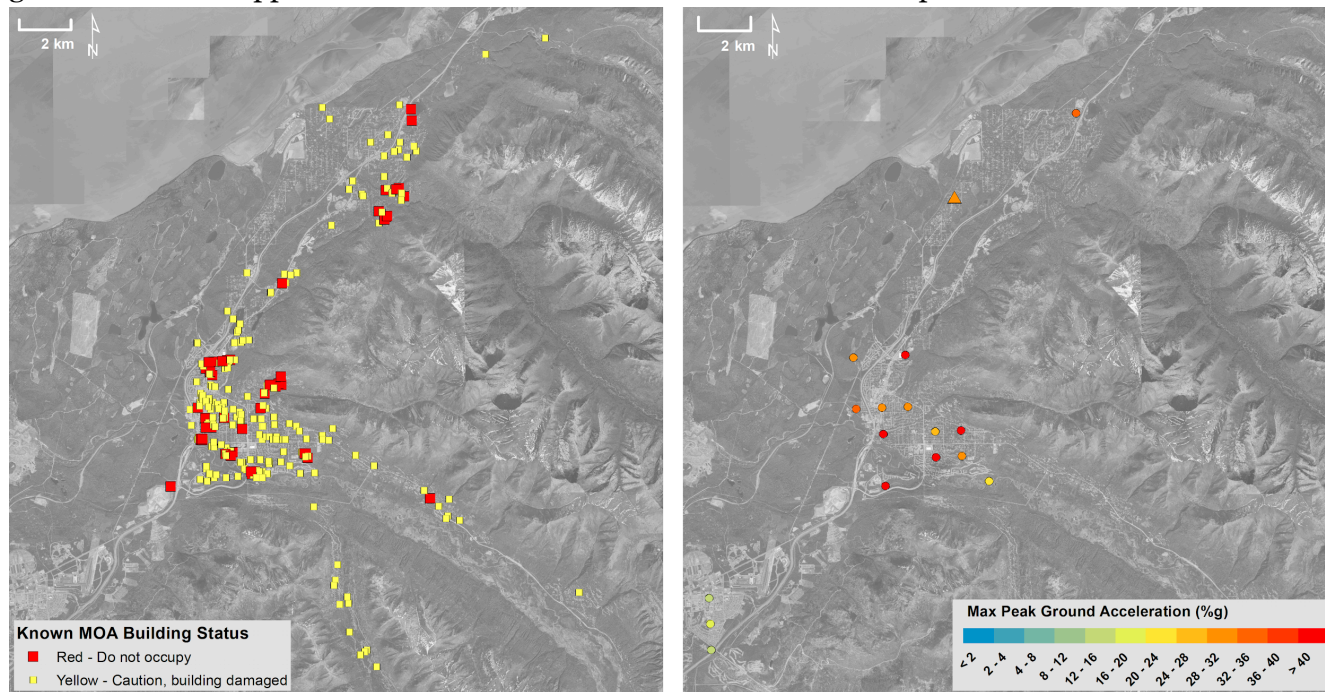 2 km
N
Known MOA Building Status
Red - Do not occupy
Yellow - Caution, building damaged
2 km
N
Max Peak Ground Acceleration (%g)
< 2
2 - 4
4 - 8
8 - 12
12 - 16
16 - 20
20 - 24
24 - 28
28 - 32
32 - 36
36 - 40
> 40